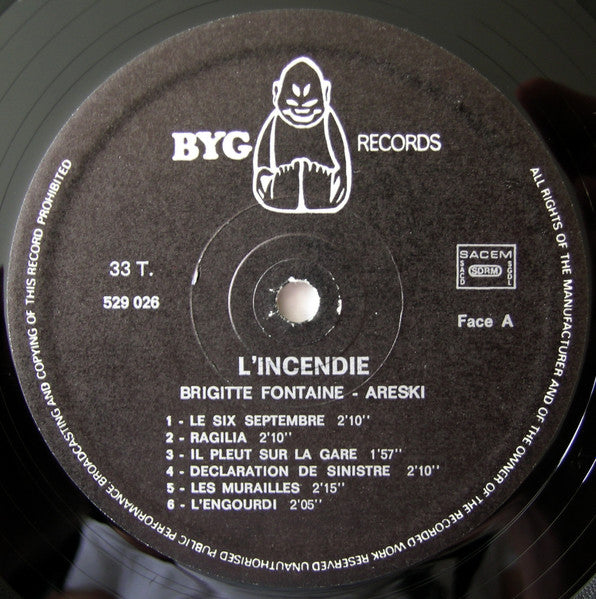 BYG RECORDS
33 T.
529 026
SACEM
SACD SDRM SGDL
Face A
L'INCENDIE
BRIGITTE FONTAINE - ARESKI
1 - LE SIX SEPTEMBRE 2'10''
2 - RAGILIA 2'10''
3 - IL PLEUT SUR LA GARE 1'57''
4 - DECLARATION DE SINISTRE 2'10''
5 - LES MURAILLES 2'15''
6 - L'ENGOURDI 2'05''
ALL RIGHTS OF THE MANUFACTURER AND OF THE OWNER OF THE RECORDED WORK RESERVED UNAUTHORISED PUBLIC PERFORMANCE BROADCASTING AND COPYING OF THIS RECORD PROHIBITED